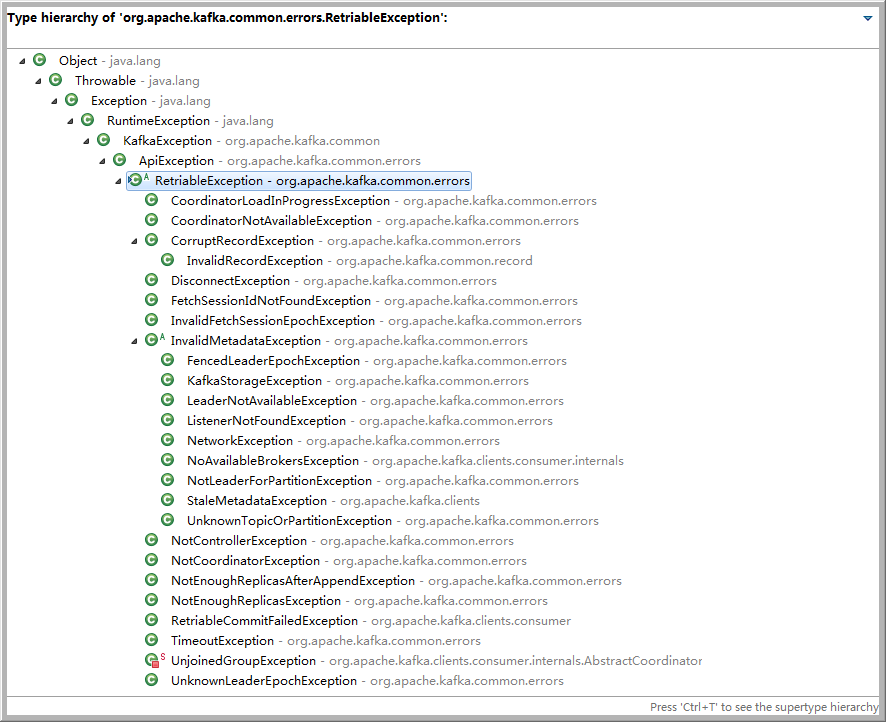 Type hierarchy of 'org.apache.kafka.common.errors.RetriableException':
Object - java.lang
Throwable - java.lang
Exception - java.lang
RuntimeException - java.lang
KafkaException - org.apache.kafka.common
ApiException - org.apache.kafka.common.errors
RetriableException - org.apache.kafka.common.errors
CoordinatorLoadInProgressException - org.apache.kafka.common.errors
CoordinatorNotAvailableException - org.apache.kafka.common.errors
CorruptRecordException - org.apache.kafka.common.errors
InvalidRecordException - org.apache.kafka.common.record
DisconnectException - org.apache.kafka.common.errors
FetchSessionIdNotFoundException - org.apache.kafka.common.errors
InvalidFetchSessionEpochException - org.apache.kafka.common.errors
InvalidMetadataException - org.apache.kafka.common.errors
FencedLeaderEpochException - org.apache.kafka.common.errors
KafkaStorageException - org.apache.kafka.common.errors
LeaderNotAvailableException - org.apache.kafka.common.errors
ListenerNotFoundException - org.apache.kafka.common.errors
NetworkException - org.apache.kafka.common.errors
NoAvailableBrokersException - org.apache.kafka.clients.consumer.internals
NotLeaderForPartitionException - org.apache.kafka.common.errors
StaleMetadataException - org.apache.kafka.clients
UnknownTopicOrPartitionException - org.apache.kafka.common.errors
NotControllerException - org.apache.kafka.common.errors
NotCoordinatorException - org.apache.kafka.common.errors
NotEnoughReplicasAfterAppendException - org.apache.kafka.common.errors
NotEnoughReplicasException - org.apache.kafka.common.errors
RetriableCommitFailedException - org.apache.kafka.clients.consumer
TimeoutException - org.apache.kafka.common.errors
UnjoinedGroupException - org.apache.kafka.clients.consumer.internals.AbstractCoordinator
UnknownLeaderEpochException - org.apache.kafka.common.errors
Press 'Ctrl+T' to see the supertype hierarchy